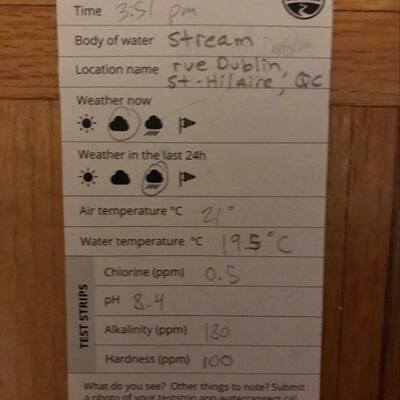 Time 3:51 pm
Body of water Stream
Location name rue Dublin,
St-Hilaire, QC
Weather now
Weather in the last 24h
Air temperature °C 21°
Water temperature °C 19.5°C
TEST STRIPS
Chlorine (ppm) 0.5
pH 8.4
Alkalinity (ppm) 180
Hardness (ppm) 100
What do you see? Other things to note? Submit
a photo of your teststrip app waterrangers.ca!